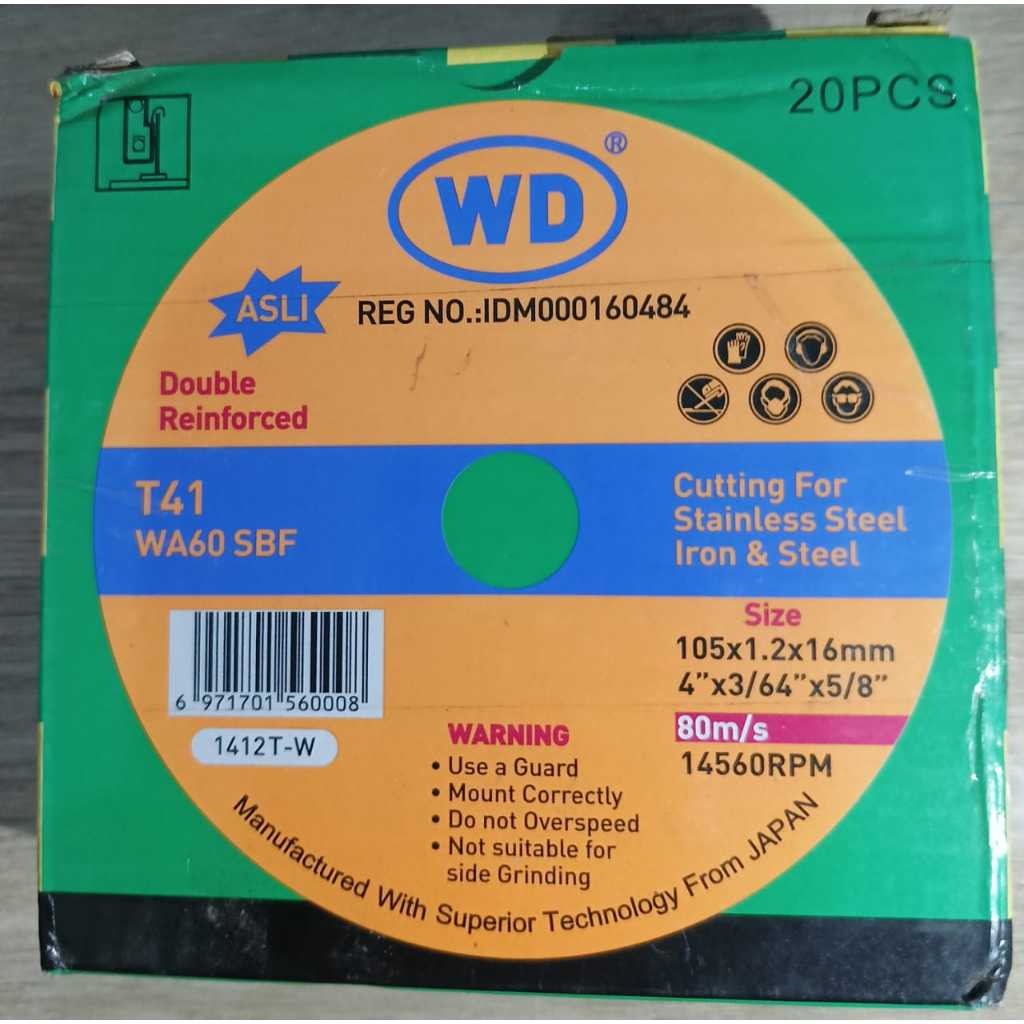 20PCS
WD®
ASLI
REG NO.:IDM000160484
Double
Reinforced
T41
WA60 SBF
Cutting For
Stainless Steel
Iron & Steel
Size
105x1.2x16mm
4”x3/64”x5/8”
80m/s
14560RPM
6 971701 560008
1412T-W
WARNING
• Use a Guard
• Mount Correctly
• Do not Overspeed
• Not suitable for
side Grinding
Manufactured With Superior Technology From JAPAN